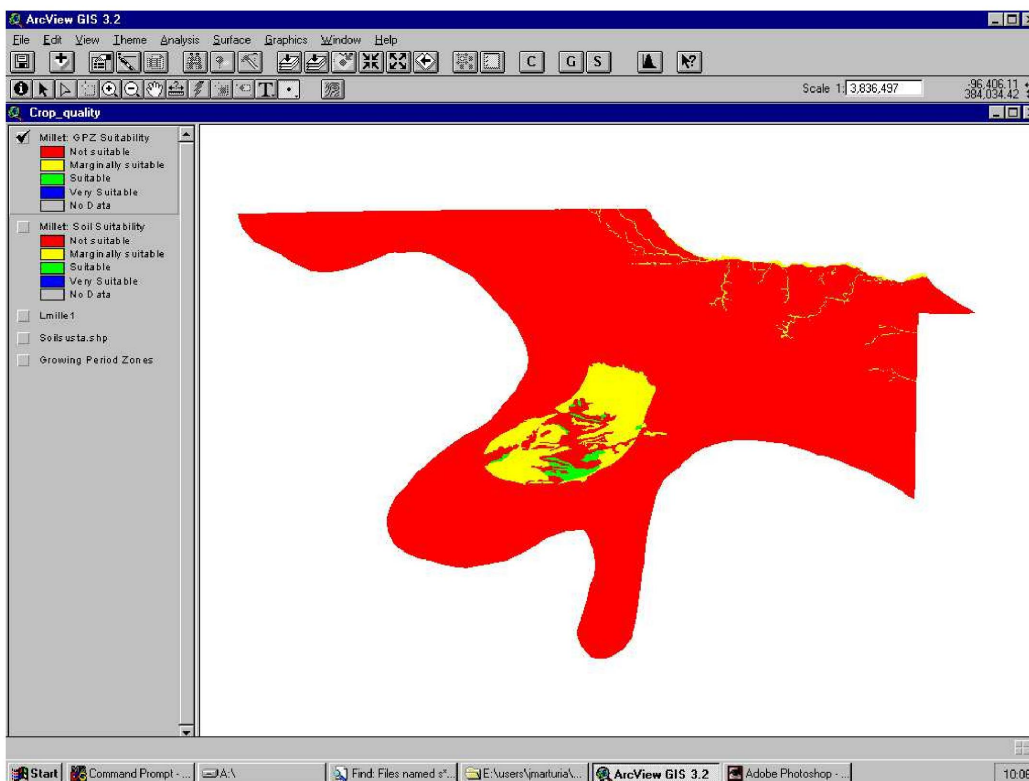 ArcView GIS 3.2
File Edit View Theme Analysis Surface Graphics Window Help
C G S
T Scale 1: 3,836,497 -96,406.11
384,034.42
Crop_quality
Millet: GPZ Suitability
Not suitable
Marginally suitable
Suitable
Very Suitable
No Data
Millet: Soil Suitability
Not suitable
Marginally suitable
Suitable
Very Suitable
No Data
Lmille1
Soilsusta.shp
Growing Period Zones
Start Command Prompt - ... A:\ Find: Files named s*... E:\users\jmarturia\... ArcView GIS 3.2 Adobe Photoshop - ...